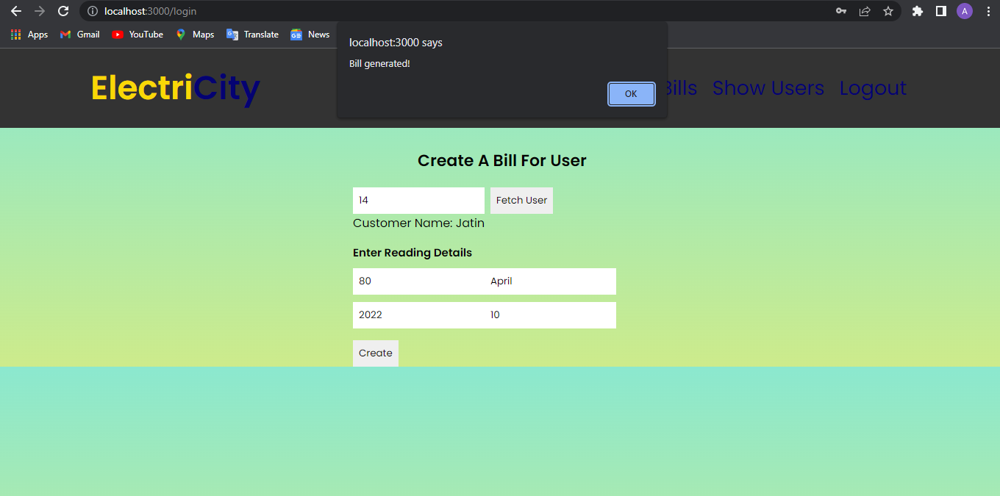 localhost:3000/login
A
Apps Gmail YouTube Maps Translate News
localhost:3000 says
Bill generated!
OK
ElectriCity
Bills Show Users Logout
Create A Bill For User
14 Fetch User
Customer Name: Jatin
Enter Reading Details
80 April
2022 10
Create